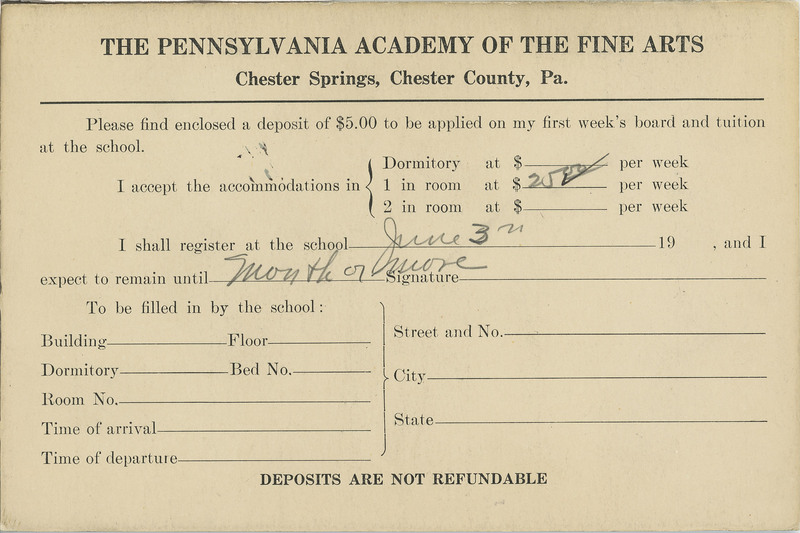 THE PENNSYLVANIA ACADEMY OF THE FINE ARTS
Chester Springs, Chester County, Pa.
Please find enclosed a deposit of $5.00 to be applied on my first week's board and tuition
at the school.
Dormitory at $ per week
I accept the accommodations in 1 in room at $ 25.00 per week
2 in room at $ per week
I shall register at the school June 3rd 19 , and I
expect to remain until month or more Signature
To be filled in by the school:
Building Floor
Street and No.
Dormitory Bed No.
City
Room No.
State
Time of arrival
Time of departure
DEPOSITS ARE NOT REFUNDABLE